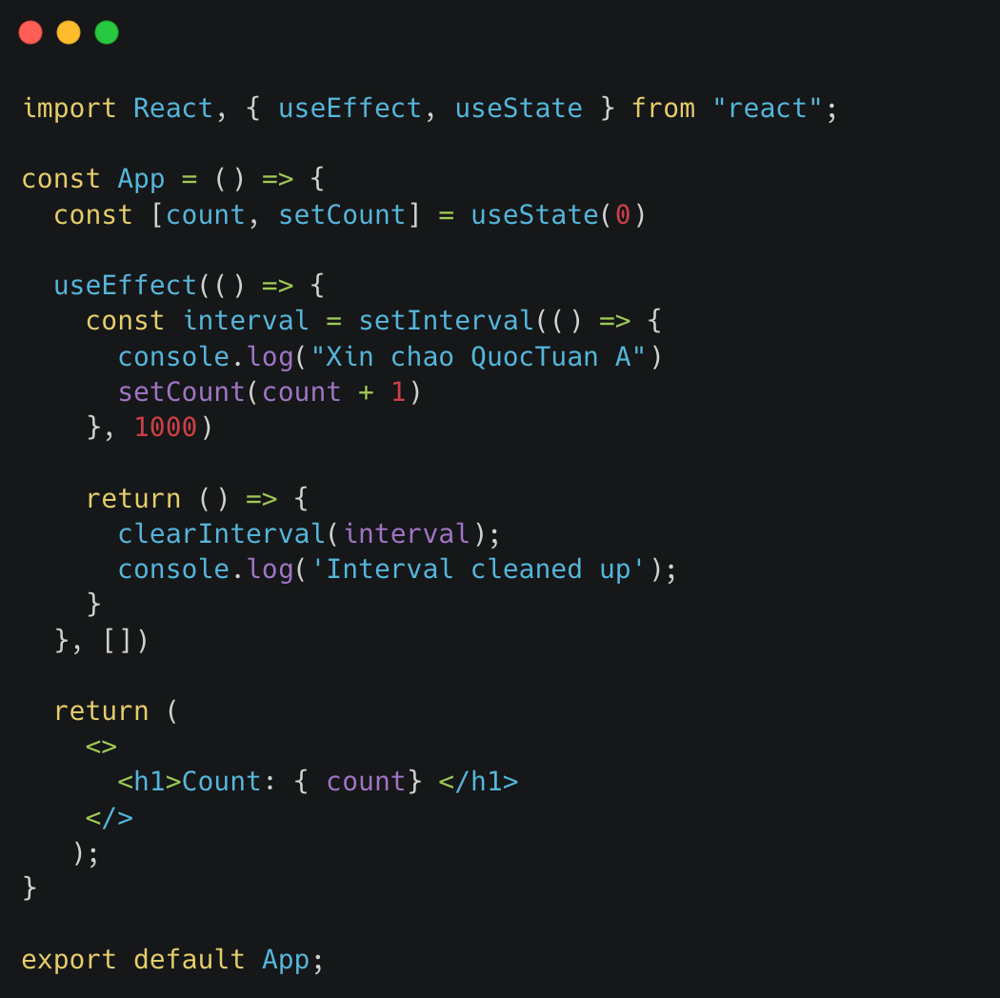 import React, { useEffect, useState } from "react";

const App = () => {
  const [count, setCount] = useState(0)

  useEffect(() => {
    const interval = setInterval(() => {
      console.log("Xin chao QuocTuan A")
      setCount(count + 1)
    }, 1000)

    return () => {
      clearInterval(interval);
      console.log('Interval cleaned up');
    }
  }, [])

  return (
    <>
      <h1>Count: { count} </h1>
    </>
   );
}

export default App;